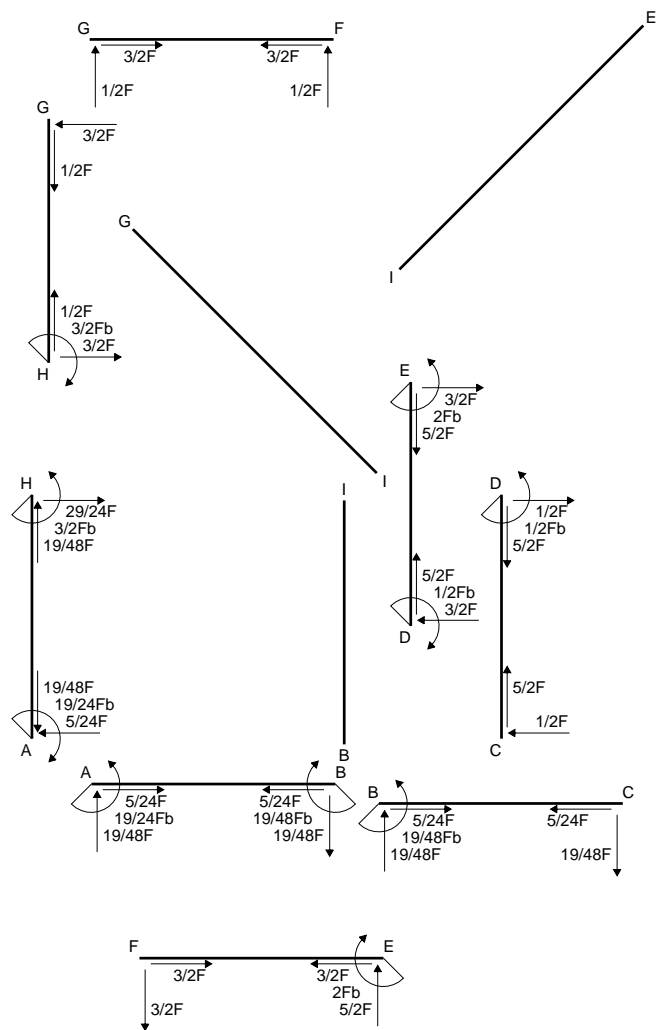 G F
3/2F 3/2F
1/2F 1/2F
E
I
G
3/2F
1/2F
1/2F
3/2Fb
3/2F
H
G
I
E
3/2F
2Fb
5/2F
5/2F
1/2Fb
3/2F
D
H
29/24F
3/2Fb
19/48F
19/48F
19/24Fb
5/24F
A
I
B
D
1/2F
1/2Fb
5/2F
5/2F
1/2F
C
A B
5/24F 5/24F
19/24Fb 19/48Fb
19/48F 19/48F
B C
5/24F 5/24F
19/48Fb
19/48F 19/48F
F E
3/2F 3/2F
2Fb
3/2F 5/2F